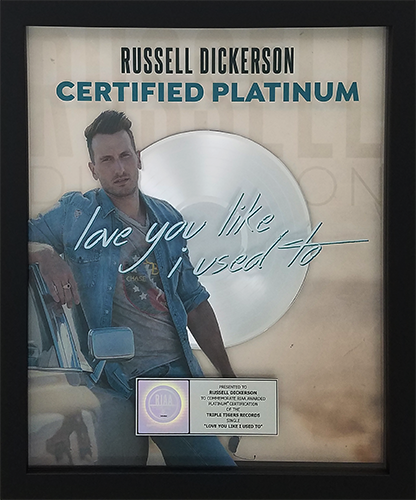 RUSSELL DICKERSON
CERTIFIED PLATINUM
love you like
i used to
RIAA
PRESENTED TO
RUSSELL DICKERSON
TO COMMEMORATE RIAA AWARDED
PLATINUM CERTIFICATION
OF THE
TRIPLE TIGERS RECORDS
SINGLE
"LOVE YOU LIKE I USED TO"